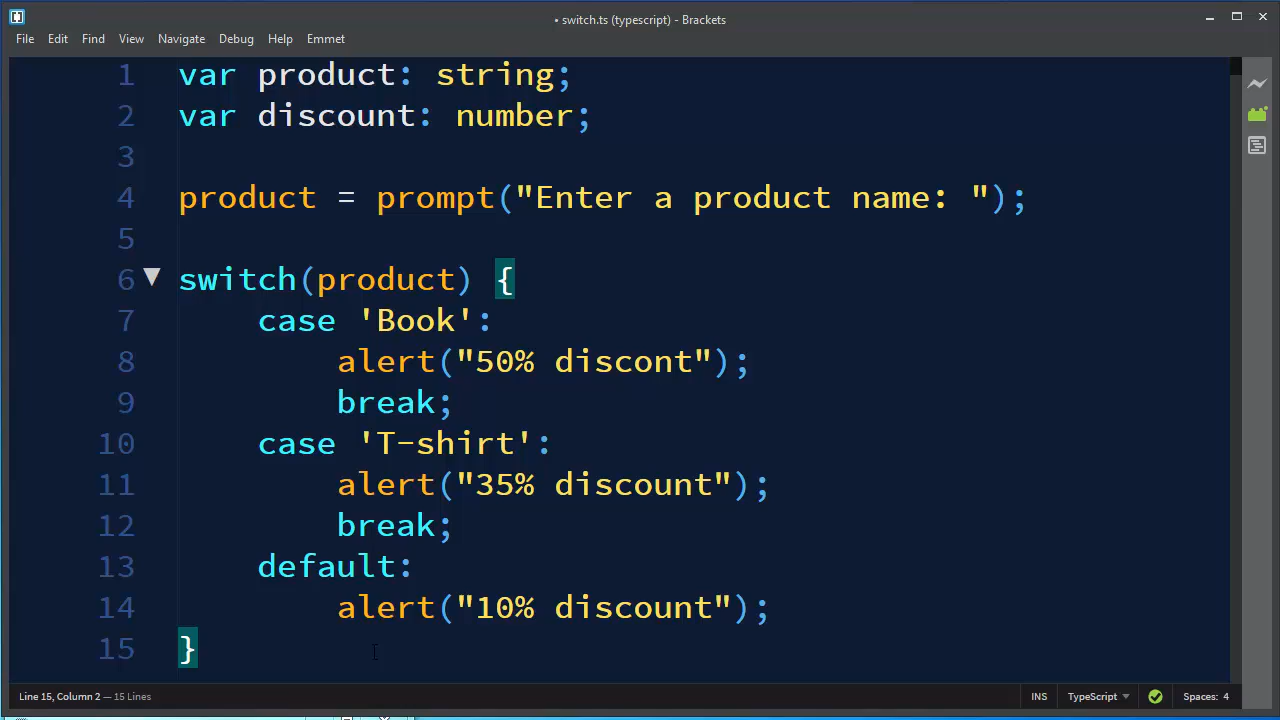 • switch.ts (typescript) - Brackets
File Edit Find View Navigate Debug Help Emmet
1 var product: string;
2 var discount: number;
3
4 product = prompt("Enter a product name: ");
5
6 switch(product) {
7 case 'Book':
8 alert("50% discont");
9 break;
10 case 'T-shirt':
11 alert("35% discount");
12 break;
13 default:
14 alert("10% discount");
15 }
Line 15, Column 2 — 15 Lines INS TypeScript Spaces: 4